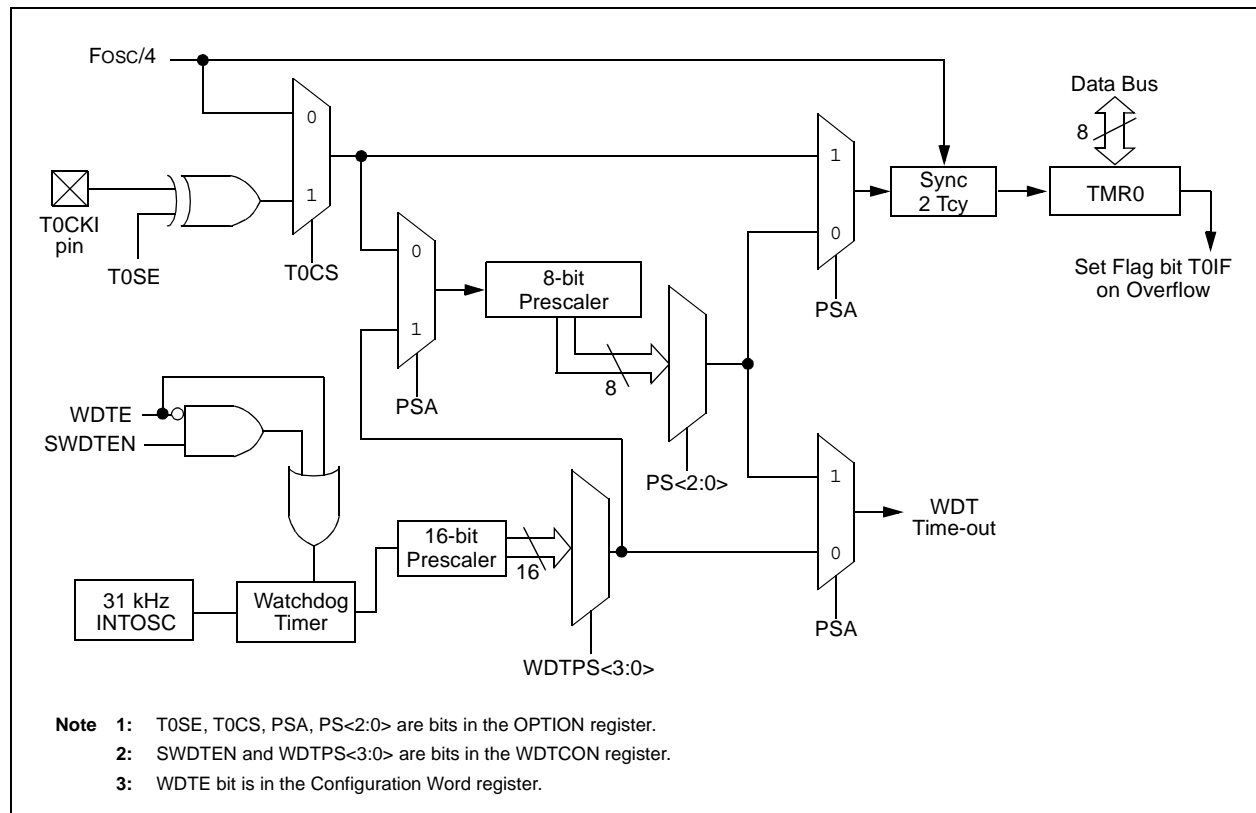 FOSC/4
Data Bus
8
0
1
1
0
T0CKI
pin
T0SE
T0CS
Sync
2 Tcy
TMR0
Set Flag bit T0IF
on Overflow
PSA
0
1
8-bit
Prescaler
8
PSA
PS<2:0>
WDTE
SWDTEN
1
0
WDT
Time-out
16-bit
Prescaler
16
31 kHz
INTOSC
Watchdog
Timer
PSA
WDTPS<3:0>
Note 1: T0SE, T0CS, PSA, PS<2:0> are bits in the OPTION register.
2: SWDTEN and WDTPS<3:0> are bits in the WDTCON register.
3: WDTE bit is in the Configuration Word register.